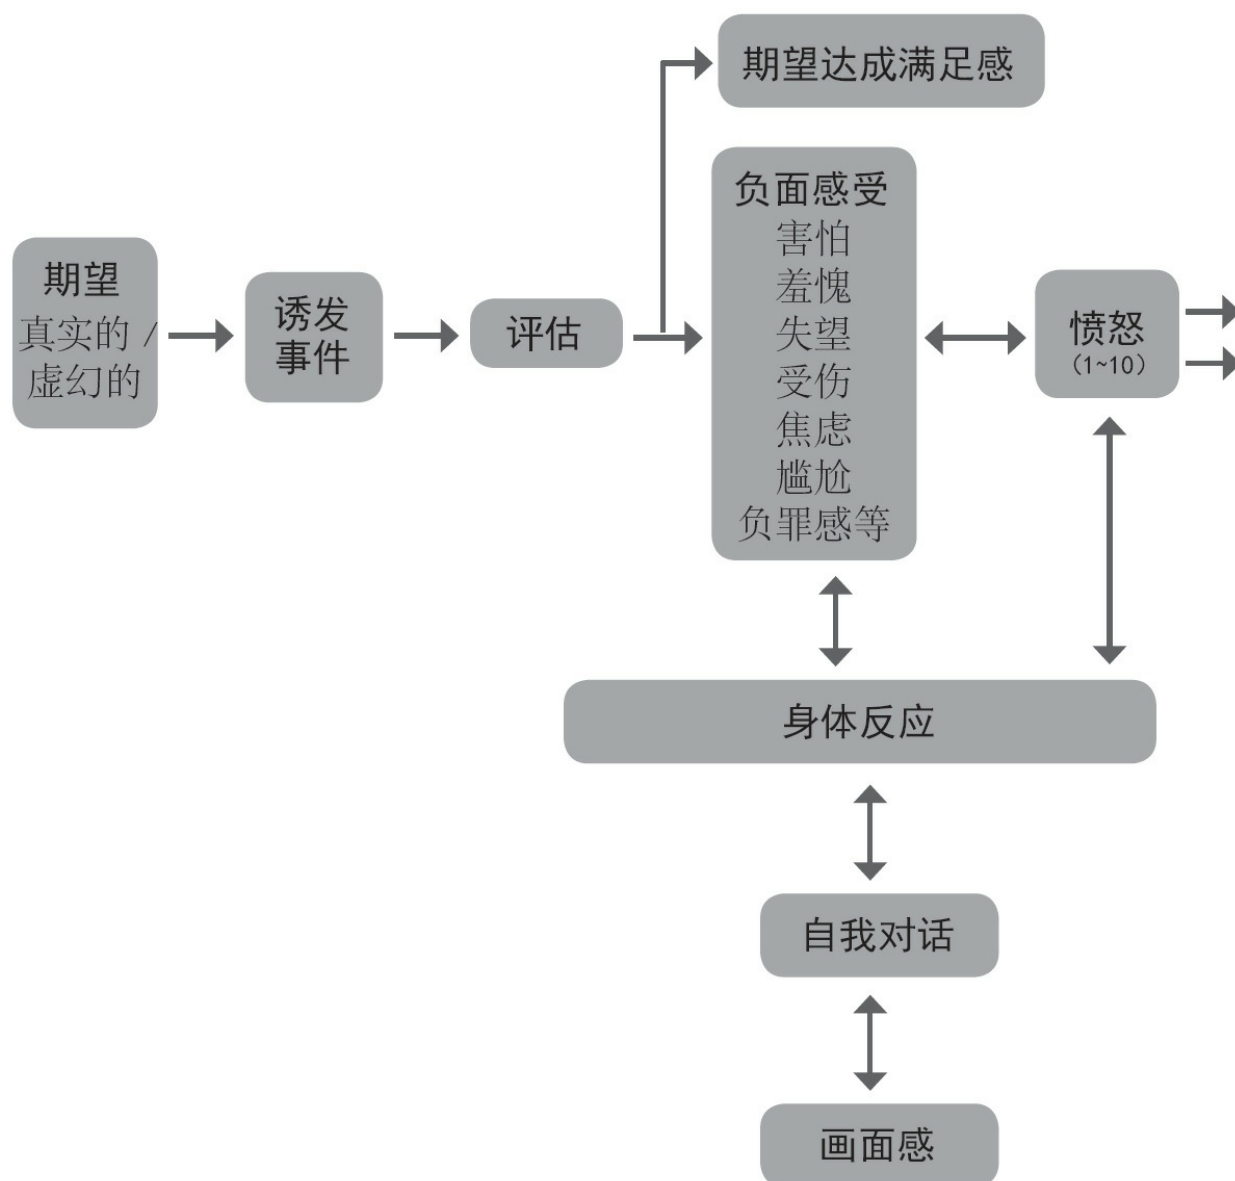 期望达成满足感
负面感受
害怕
羞愧
失望
受伤
焦虑
尴尬
负罪感等
期望
真实的 /
虚幻的
诱发
事件
评估
愤怒
（1~10）
身体反应
自我对话
画面感